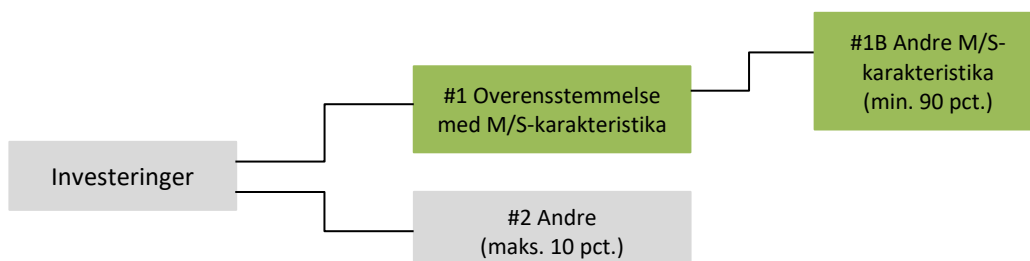 Investeringer
#1 Overensstemmelse
med M/S-karakteristika
#2 Andre
(maks. 10 pct.)
#1B Andre M/S-
karakteristika
(min. 90 pct.)